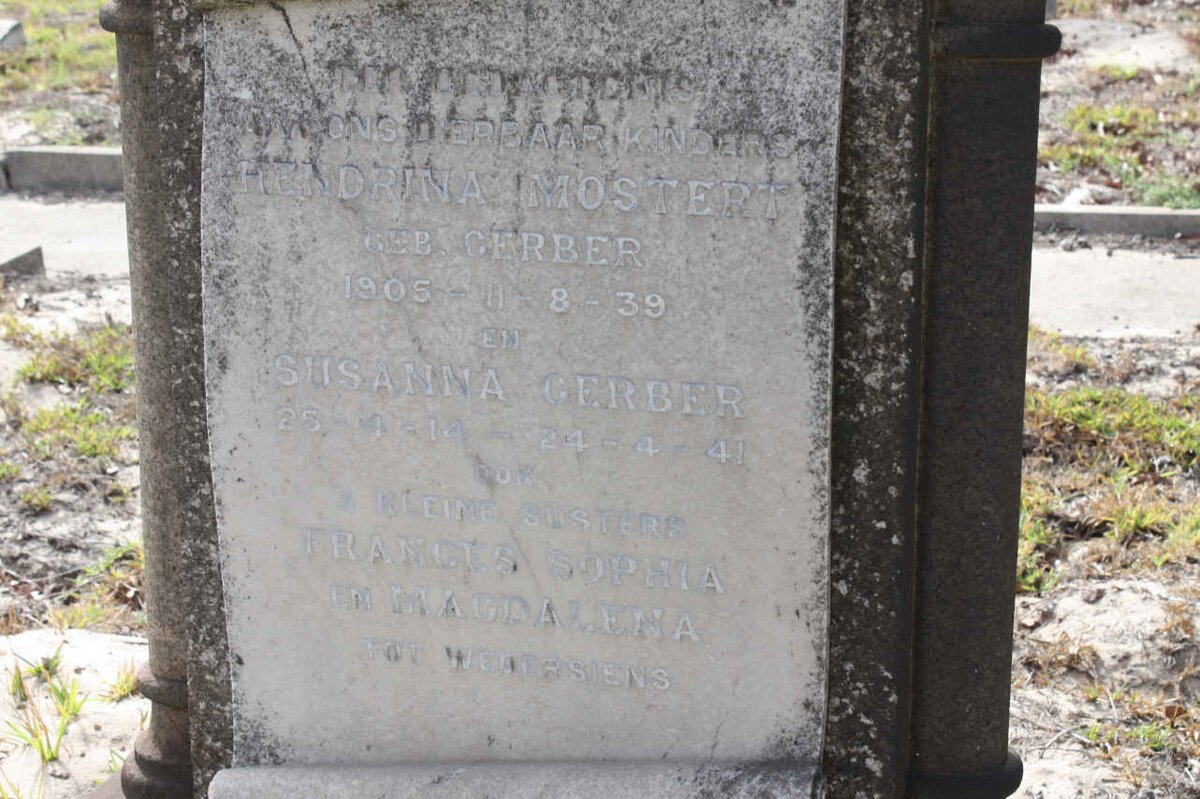 TER GEDAGTENIS
AAN ONS DIERBAAR KINDERS
HENDRINA MOSTERT
GEB. GERBER
1905 - 11 - 8 - 39
EN
SUSANNA GERBER
25 - 4 - 14 - 24 - 4 - 41
OOK
3 KLEINE SUSTERS
FRANCES SOPHIA
EN MAGDALENA
TOT WEDERSIENS